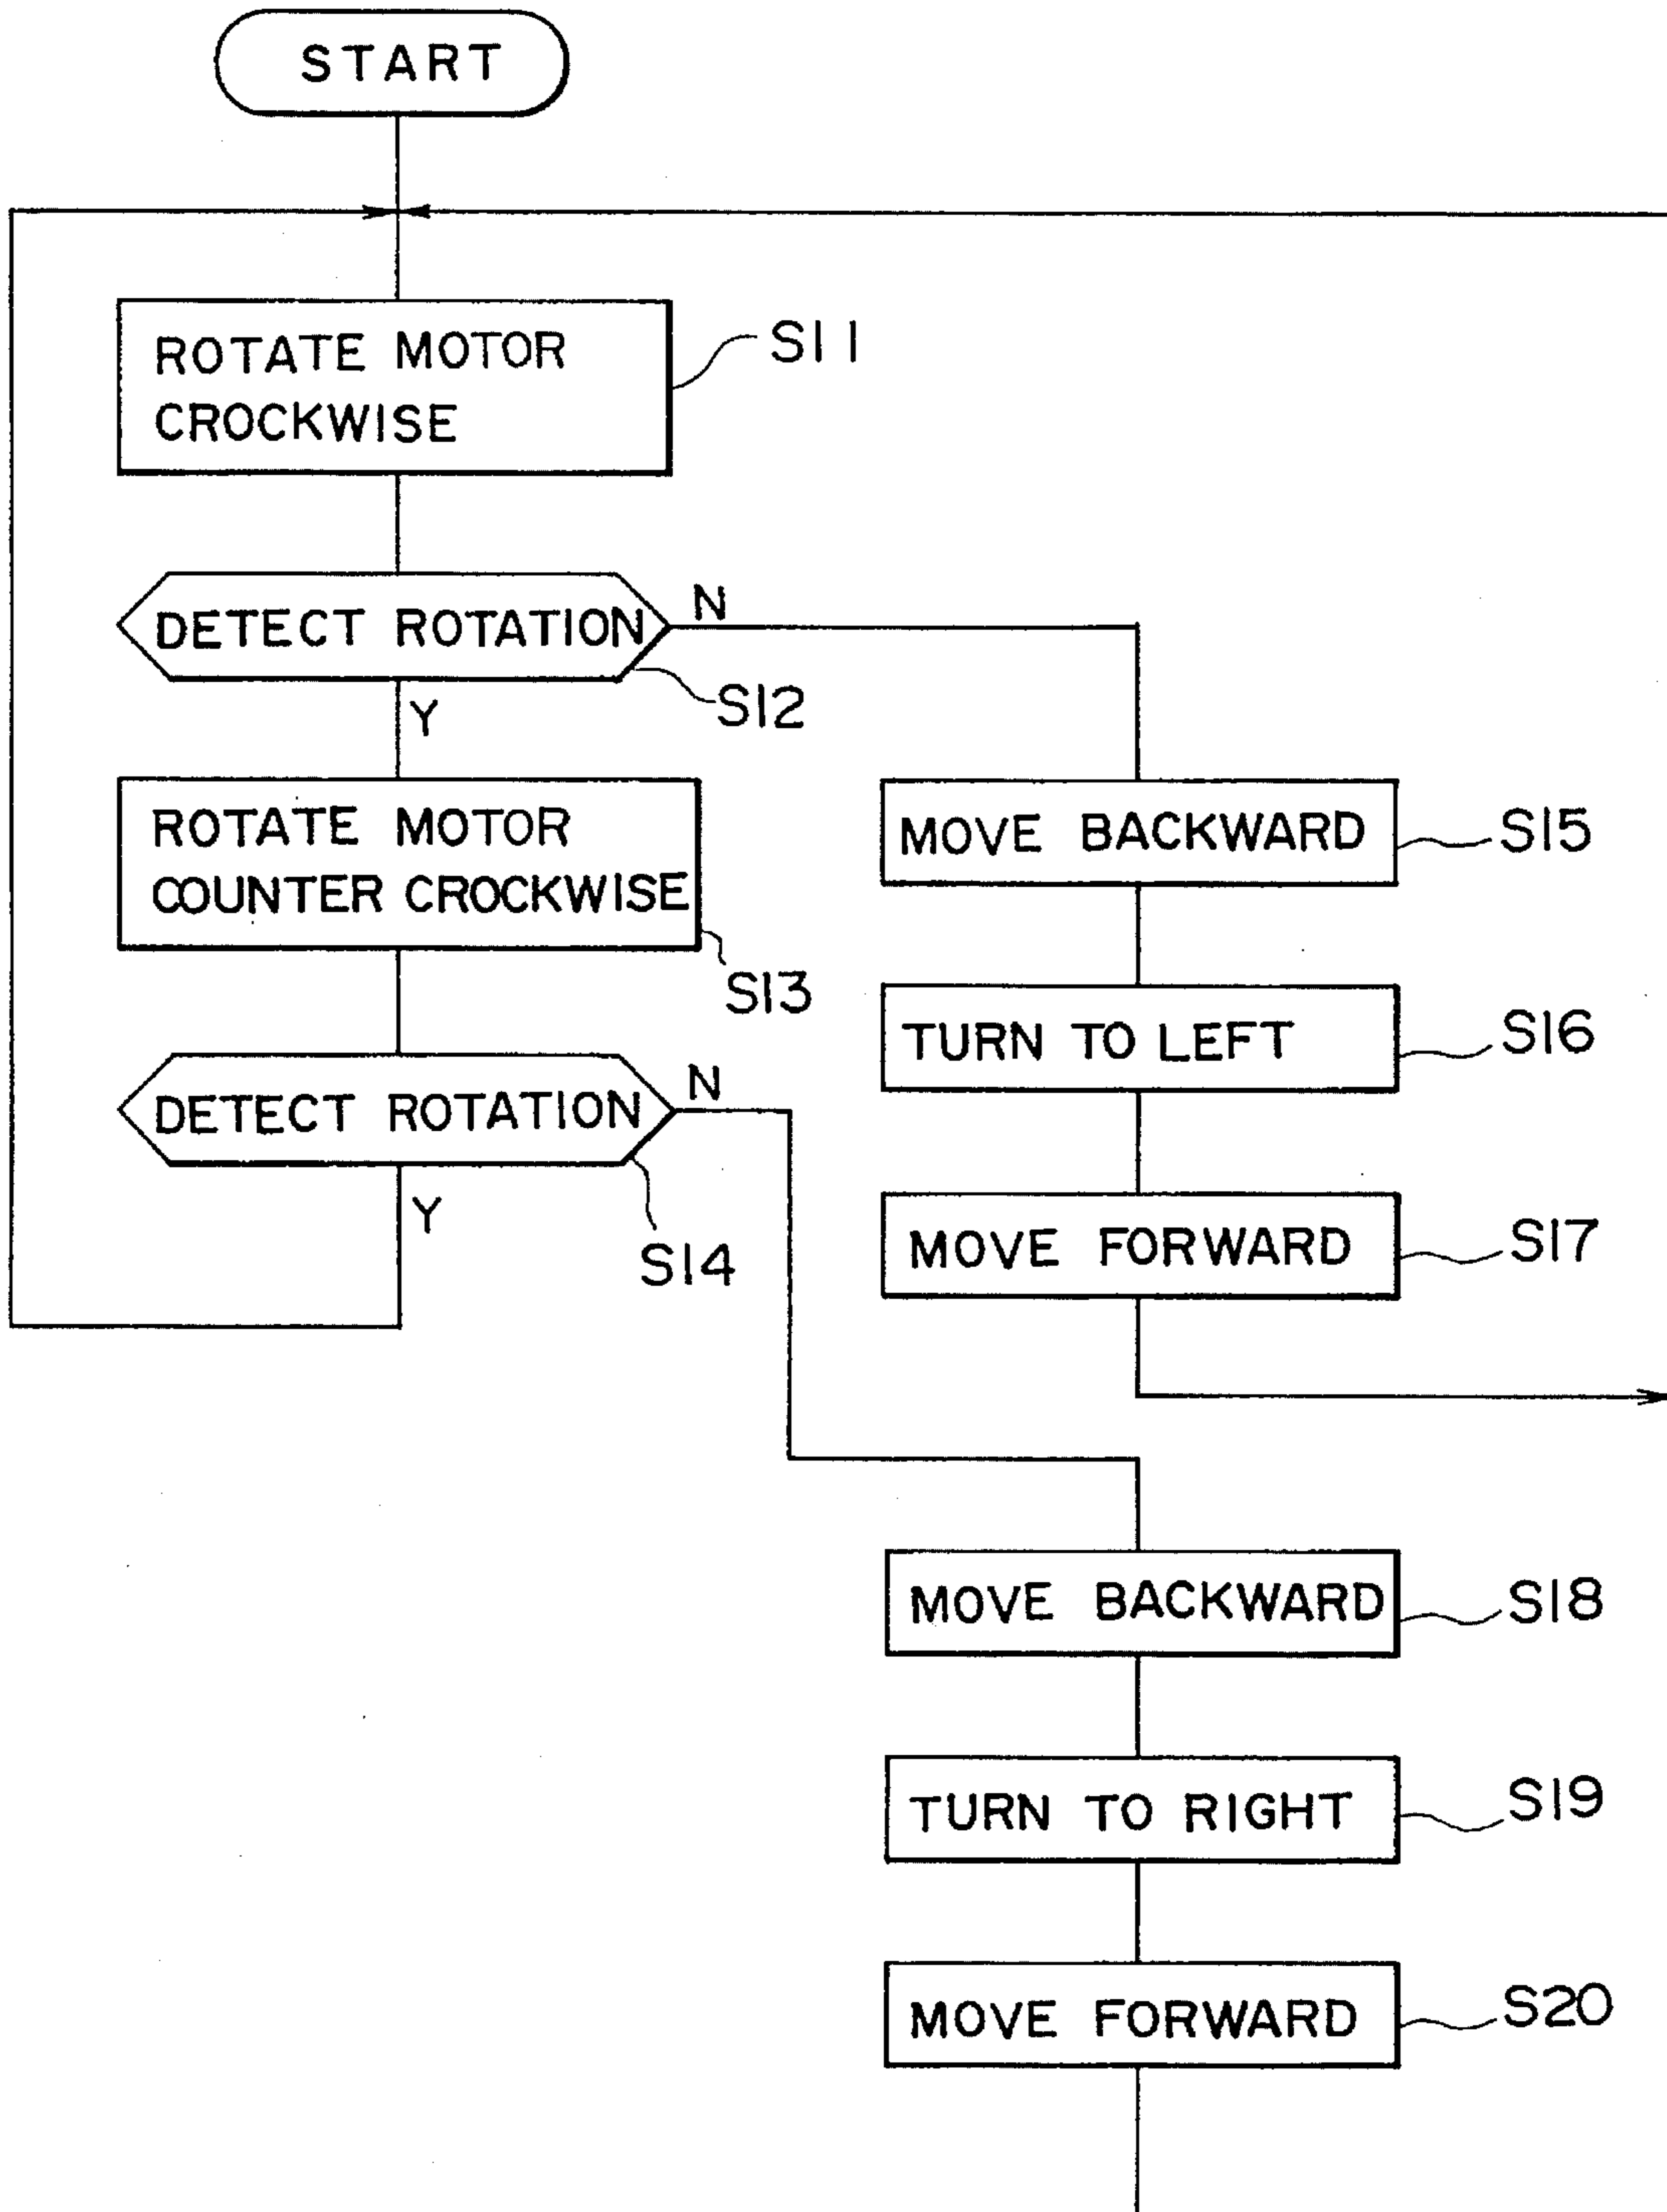 START
ROTATE MOTOR
CROCKWISE
S11
DETECT ROTATION
N
S12
Y
ROTATE MOTOR
COUNTER CROCKWISE
S13
DETECT ROTATION
N
S14
Y
MOVE BACKWARD
S15
TURN TO LEFT
S16
MOVE FORWARD
S17
MOVE BACKWARD
S18
TURN TO RIGHT
S19
MOVE FORWARD
S20